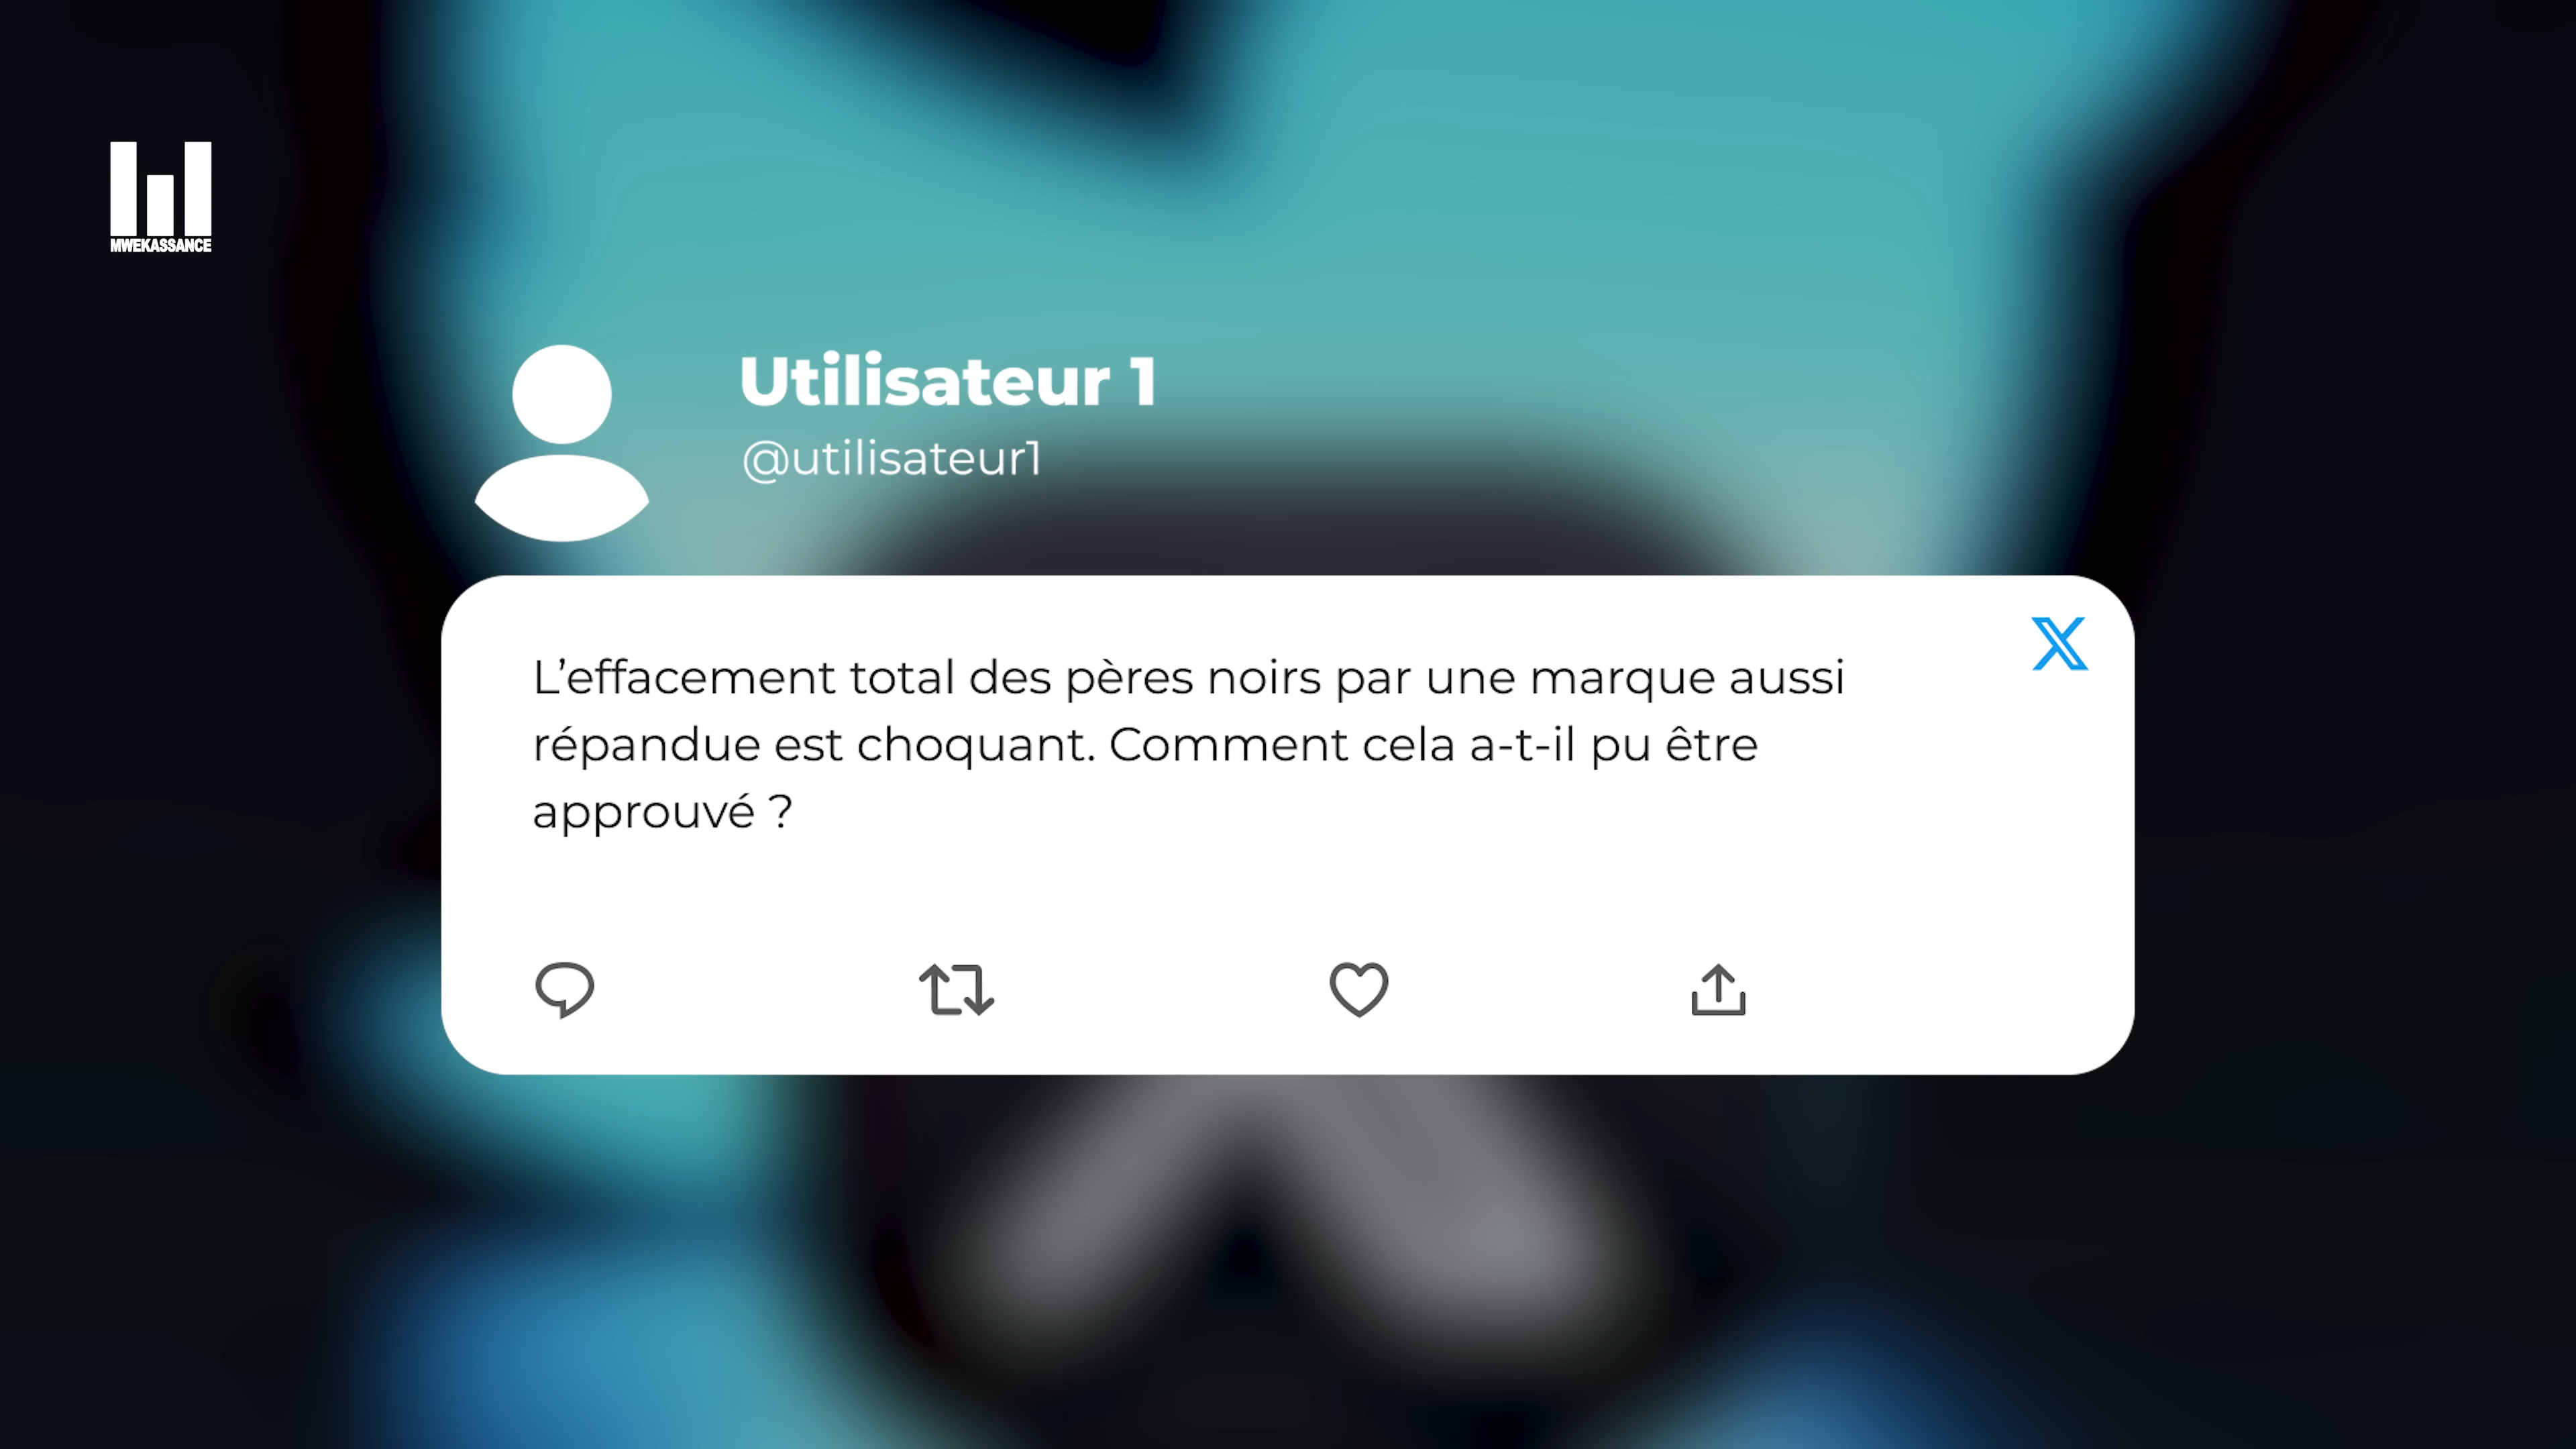 MWEKASSANCE
Utilisateur 1
@utilisateur1
L’effacement total des pères noirs par une marque aussi
répandue est choquant. Comment cela a-t-il pu être
approuvé ?